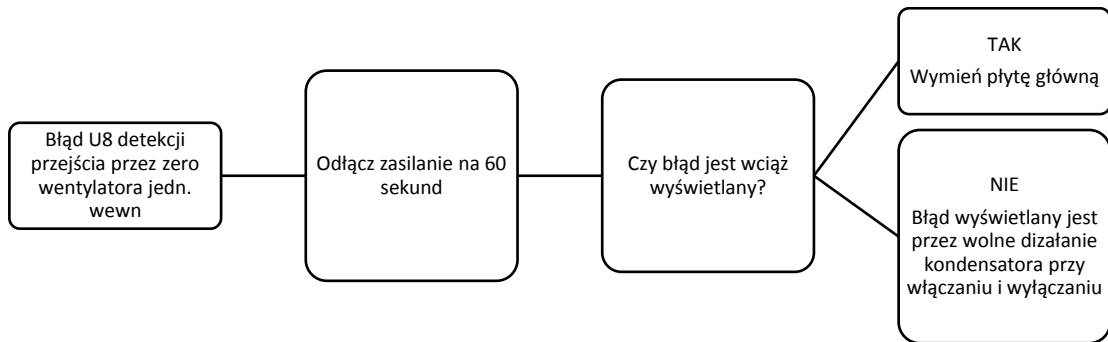 Błąd U8 detekcji
przejścia przez zero
wentylatora jedn.
wewn
Odłącz zasilanie na 60
sekund
Czy błąd jest wciąż
wyświetlany?
TAK
Wymień płytę główną
NIE
Błąd wyświetlany jest
przez wolne dizałanie
kondensatora przy
włączaniu i wyłączaniu